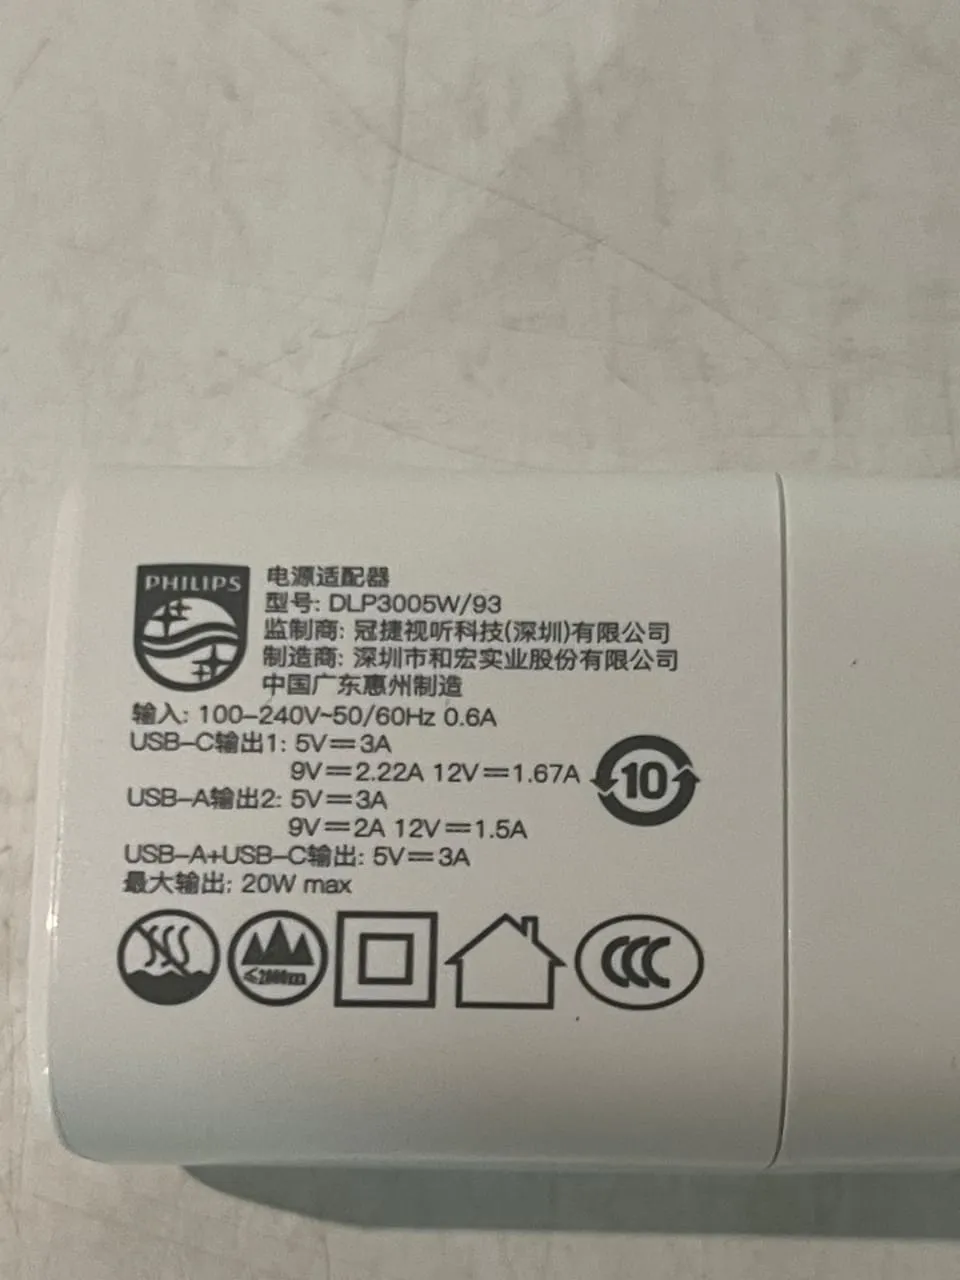 PHILIPS
电源适配器
型号: DLP3005W/93
监制商: 冠捷视听科技(深圳)有限公司
制造商: 深圳市和宏实业股份有限公司
中国广东惠州制造
输入: 100-240V~50/60Hz 0.6A
USB-C输出1: 5V⎓3A
9V⎓2.22A 12V⎓1.67A
10
USB-A输出2: 5V⎓3A
9V⎓2A 12V⎓1.5A
USB-A+USB-C输出: 5V⎓3A
最大输出: 20W max
≤2000m
CCC